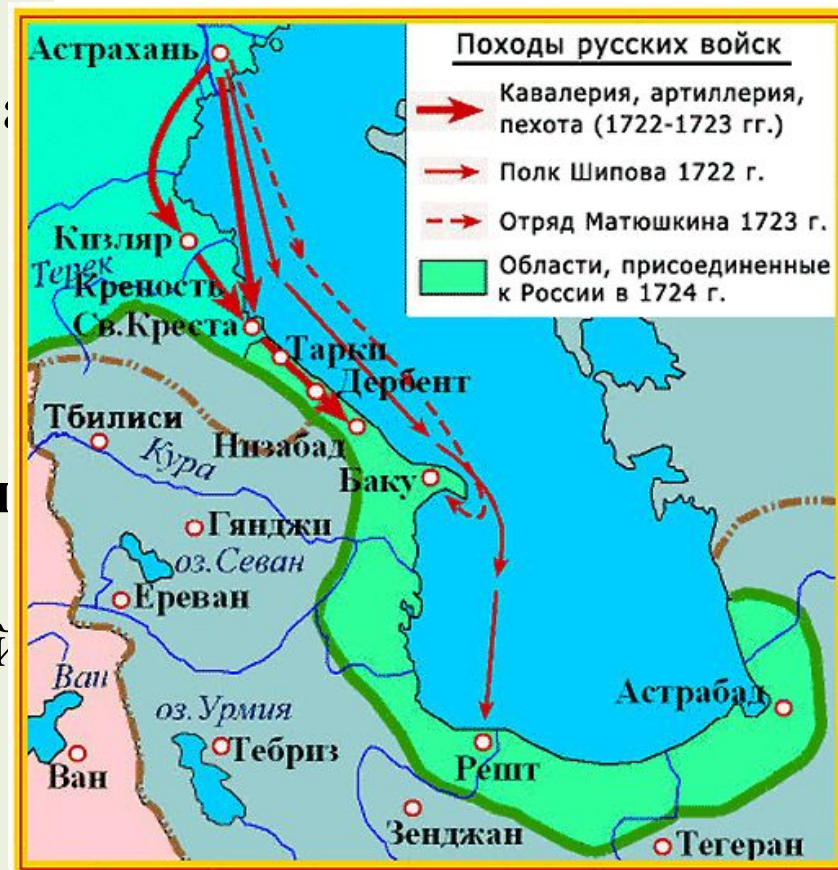 Походы русских войск
Кавалерия, артиллерия,
пехота (1722-1723 гг.)
Полк Шипова 1722 г.
Отряд Матюшкина 1723 г.
Области, присоединенные
к России в 1724 г.
Астрахань
Кизляр
Терек
Крепость
Св.Креста
Тарки
Дербент
Низабад
Тбилиси
Кура
Баку
Гянджи
оз.Севан
Ереван
Ван
оз.Урмия
Астрабад
Тебриз
Ван
Решт
Зенджан
Тегеран